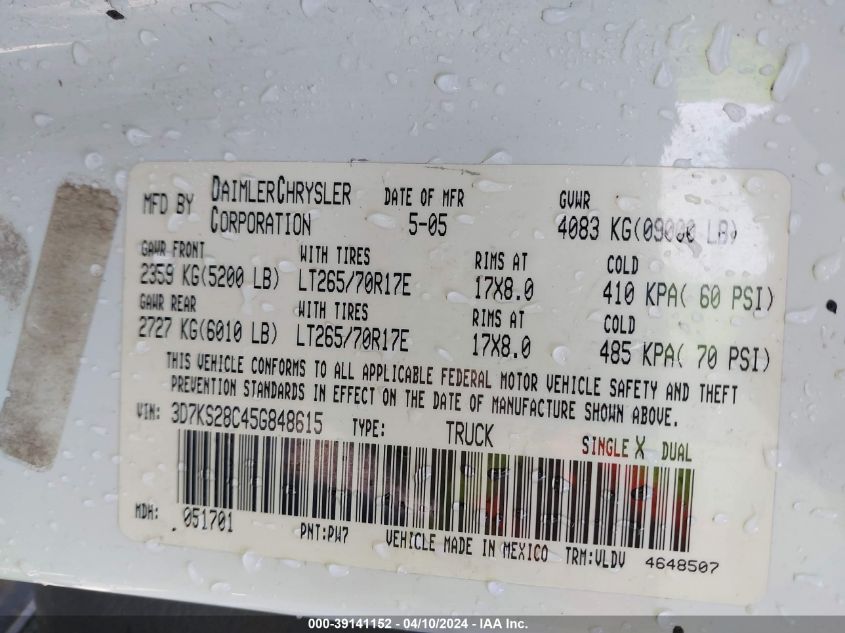 MFD BY DAIMLERCHRYSLER CORPORATION DATE OF MFR 5-05 GVWR 4083 KG(09000 LB)
GAWR FRONT WITH TIRES RIMS AT COLD
2359 KG(5200 LB) LT265/70R17E 17X8.0 410 KPA( 60 PSI)
GAWR REAR WITH TIRES RIMS AT COLD
2727 KG(6010 LB) LT265/70R17E 17X8.0 485 KPA( 70 PSI)
THIS VEHICLE CONFORMS TO ALL APPLICABLE FEDERAL MOTOR VEHICLE SAFETY AND THEFT
PREVENTION STANDARDS IN EFFECT ON THE DATE OF MANUFACTURE SHOWN ABOVE.
VIN: 3D7KS28C45G848615 TYPE: TRUCK SINGLE X DUAL
MDH: 051701 PNT:PW7 VEHICLE MADE IN MEXICO TRM:VLDV 4648507
000-39141152 - 04/10/2024 - IAA Inc.